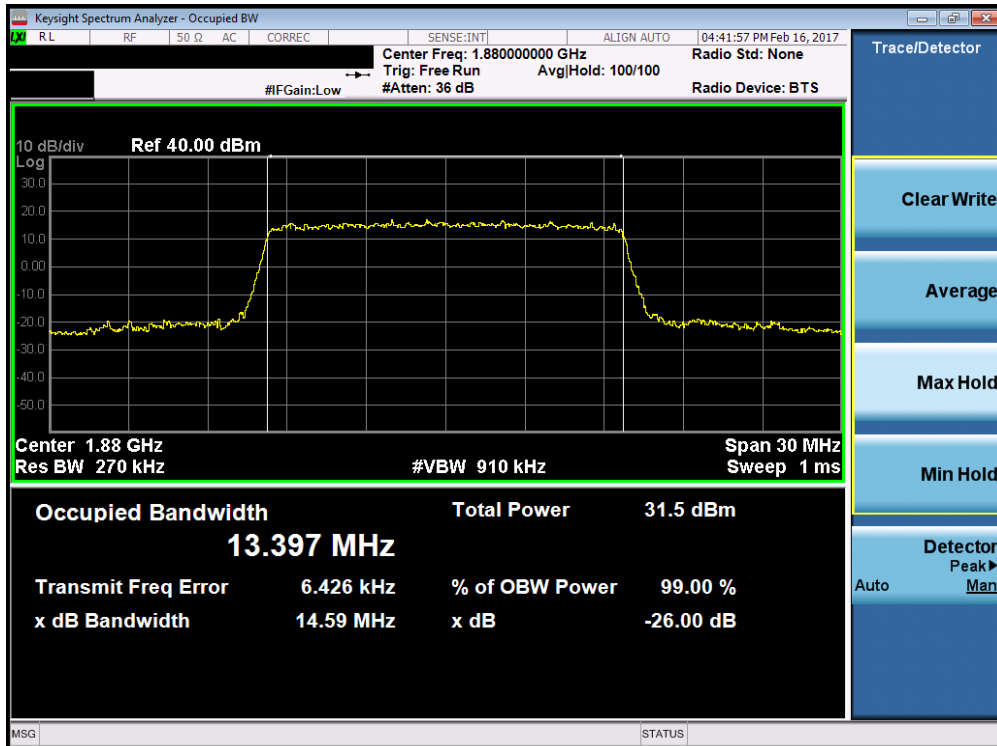 Keysight Spectrum Analyzer - Occupied BW
LXI RL RF 50 Ω AC CORREC SENSE:INT ALIGN AUTO 04:41:57 PM Feb 16, 2017
Center Freq: 1.880000000 GHz Radio Std: None
Trig: Free Run Avg|Hold: 100/100
#IFGain:Low #Atten: 36 dB Radio Device: BTS
10 dB/div Ref 40.00 dBm
Log
30.0
20.0
10.0
0.00
-10.0
-20.0
-30.0
-40.0
-50.0
Center 1.88 GHz Span 30 MHz
Res BW 270 kHz #VBW 910 kHz Sweep 1 ms
Occupied Bandwidth Total Power 31.5 dBm
13.397 MHz
Transmit Freq Error 6.426 kHz % of OBW Power 99.00 %
x dB Bandwidth 14.59 MHz x dB -26.00 dB
MSG STATUS
Trace/Detector
Clear Write
Average
Max Hold
Min Hold
Detector
Peak▶
Auto Man